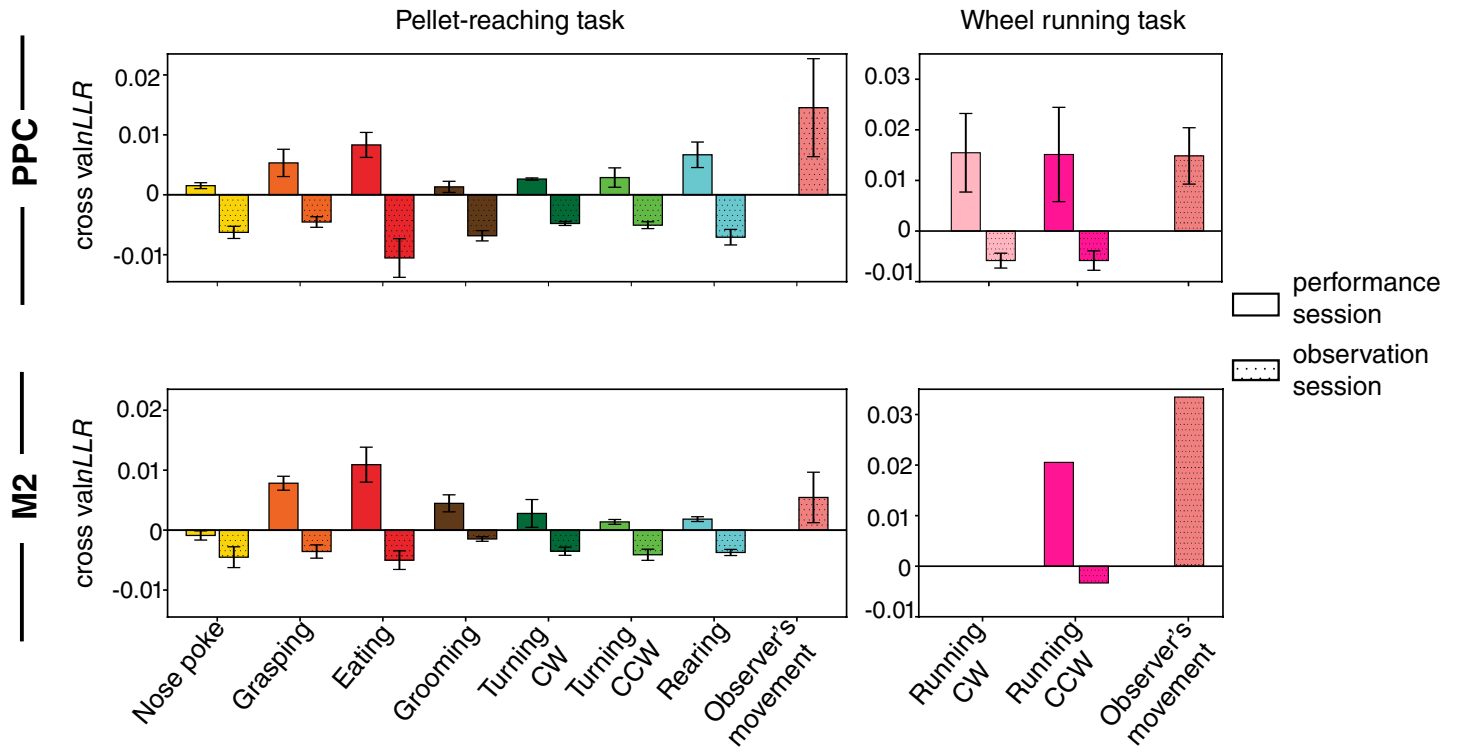 Pellet-reaching task
Wheel running task
PPC
cross valnLLR
0.02
0.01
0
-0.01
0.03
0.02
0.01
0
-0.01
performance
session
observation
session
M2
cross valnLLR
0.02
0.01
0
-0.01
0.03
0.02
0.01
0
-0.01
Nose poke
Grasping
Eating
Grooming
Turning
CW
Turning
CCW
Rearing
Observer's
movement
Running
CW
Running
CCW
Observer's
movement